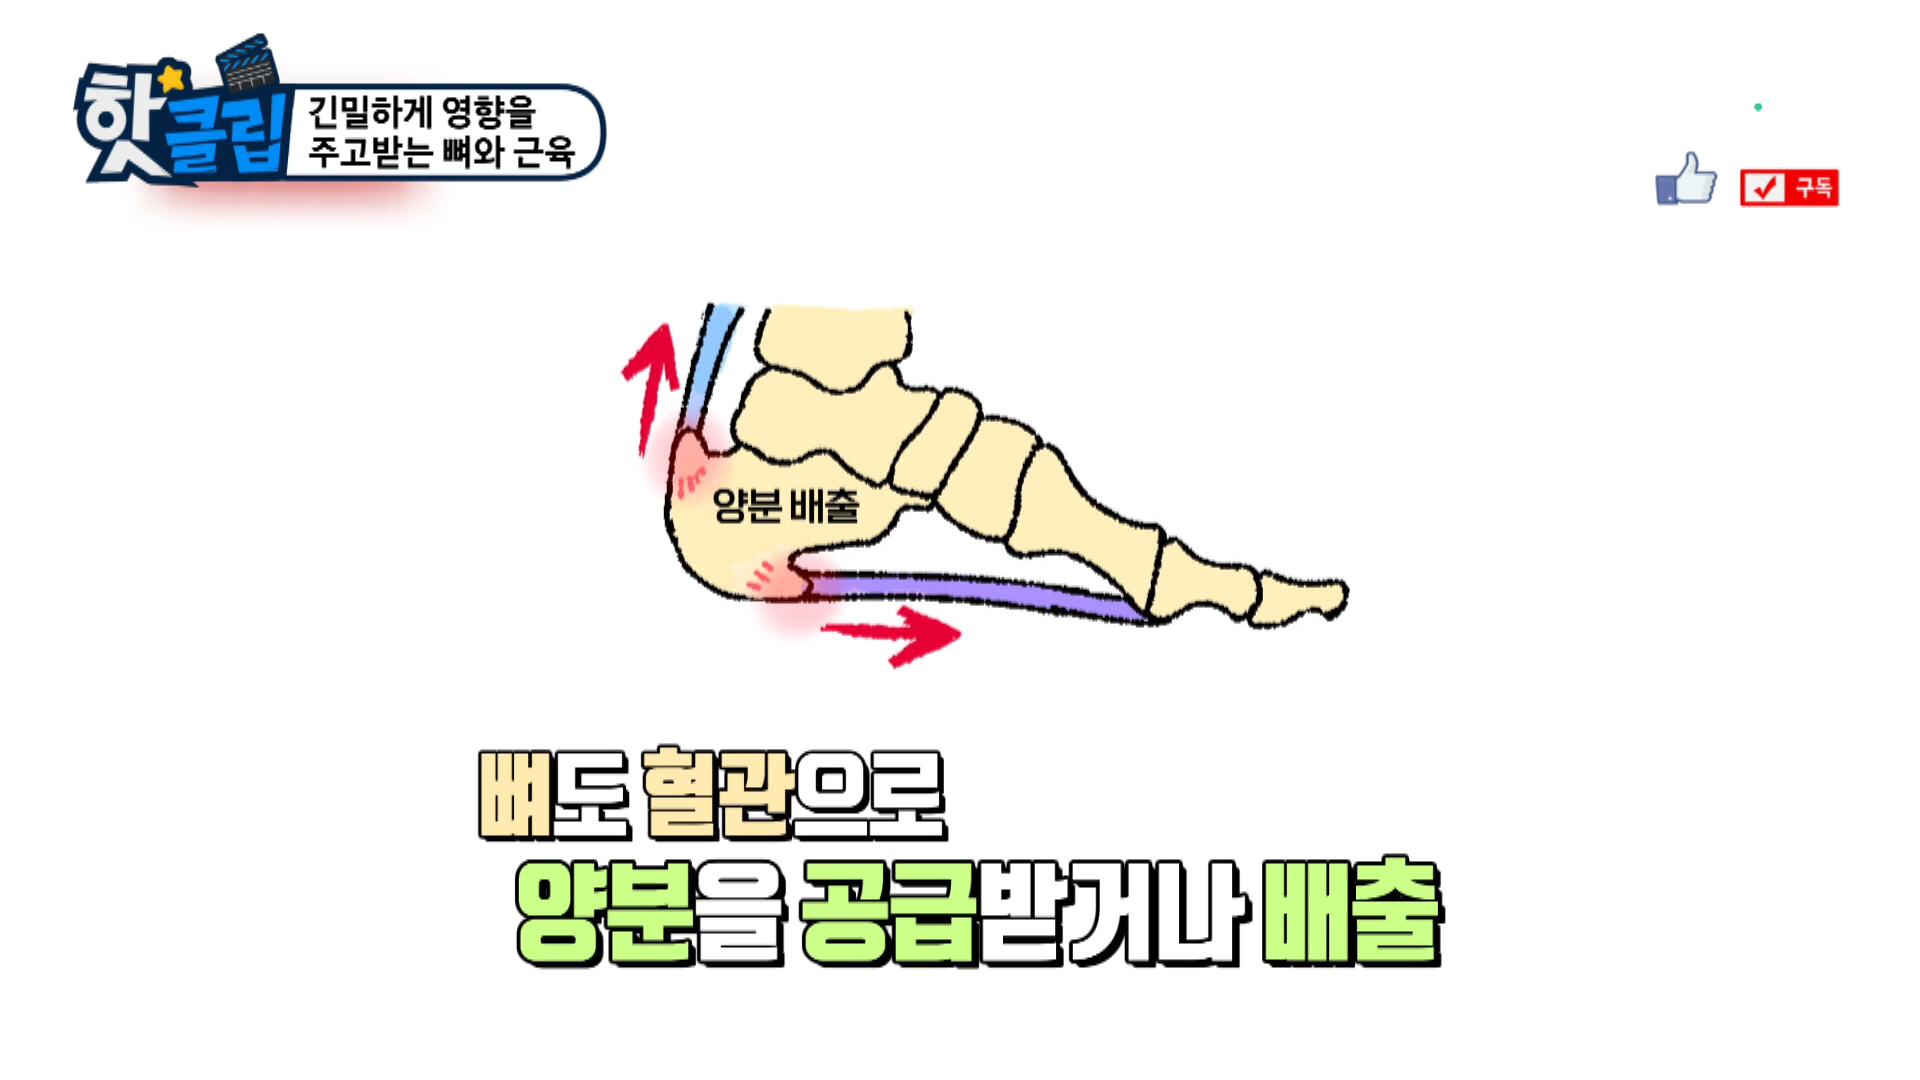 핫클립
긴밀하게 영향을
주고받는 뼈와 근육
구독
양분 배출
뼈도 혈관으로
양분을 공급받거나 배출